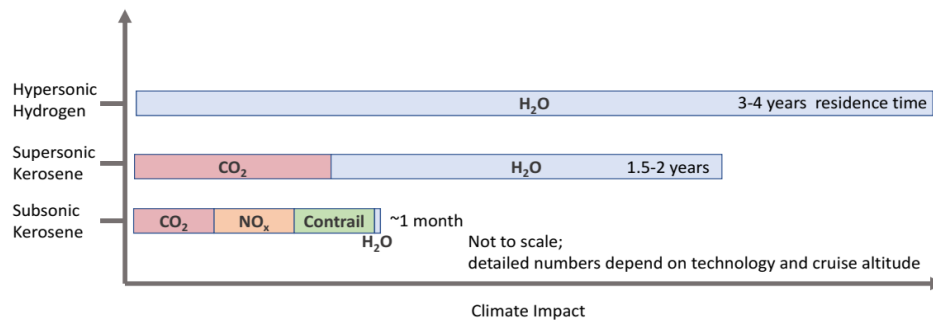 Hypersonic
Hydrogen
H₂O
3-4 years residence time
Supersonic
Kerosene
CO₂
H₂O
1.5-2 years
Subsonic
Kerosene
CO₂
NOₓ
Contrail
H₂O
~1 month
Not to scale;
detailed numbers depend on technology and cruise altitude
Climate Impact